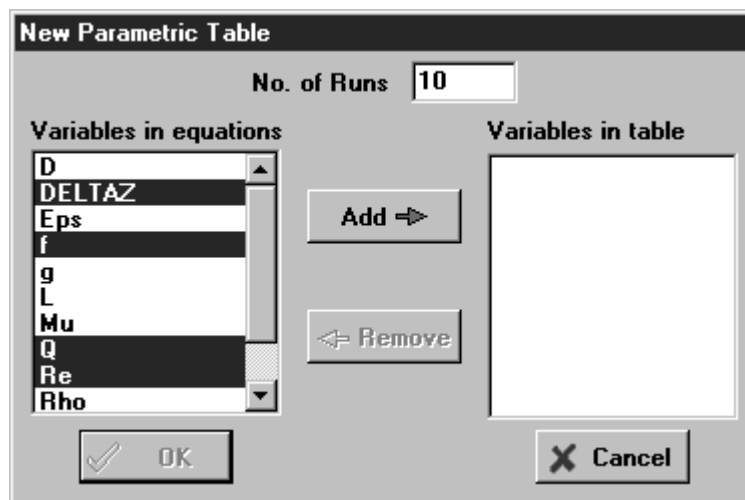 New Parametric Table
No. of Runs 10
Variables in equations
Variables in table
D
DELTAZ
Eps
f
g
L
Mu
Q
Re
Rho
Add
Remove
OK
Cancel